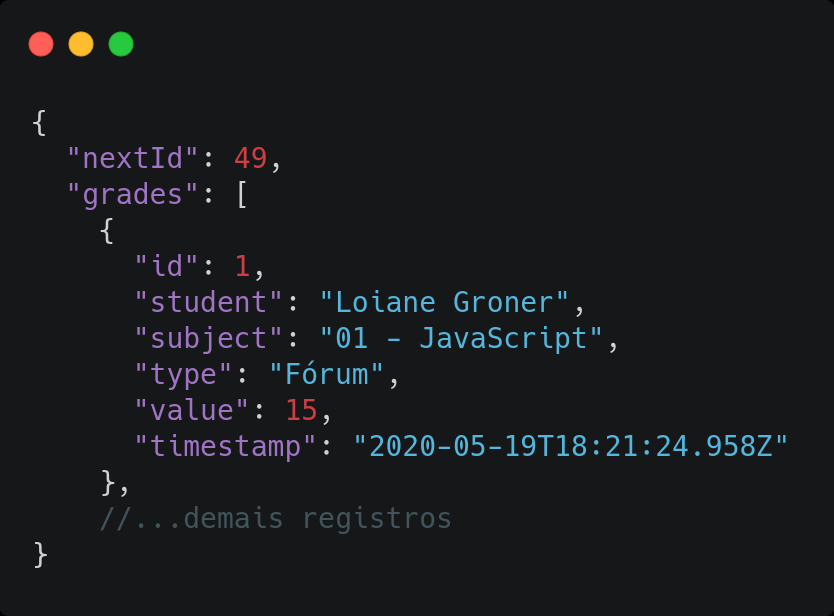 {
  "nextId": 49,
  "grades": [
    {
      "id": 1,
      "student": "Loiane Groner",
      "subject": "01 - JavaScript",
      "type": "Fórum",
      "value": 15,
      "timestamp": "2020-05-19T18:21:24.958Z"
    },
    //...demais registros
}